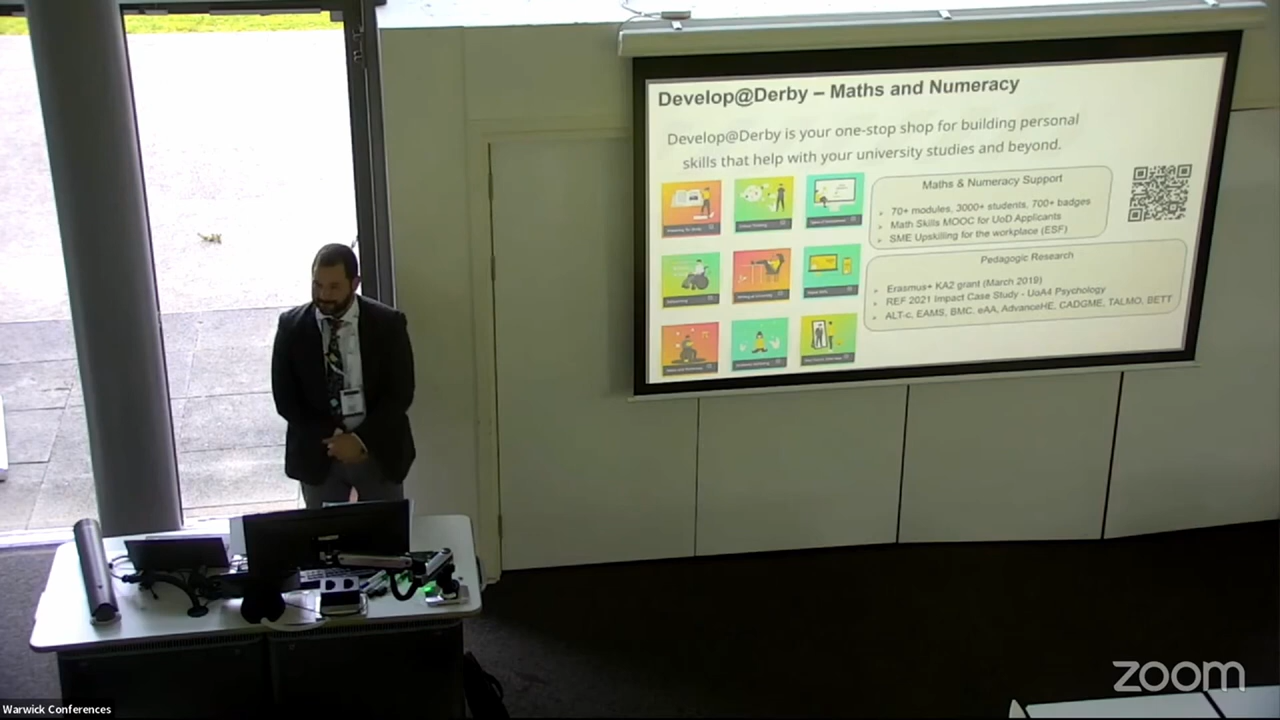 Develop@Derby – Maths and Numeracy
Develop@Derby is your one-stop shop for building personal
skills that help with your university studies and beyond.
Maths & Numeracy Support
70+ modules, 3000+ students, 700+ badges
Math Skills MOOC for UoD Applicants
SME Upskilling for the workplace (ESF)
Pedagogic Research
Erasmus+ KA2 grant (March 2019)
REF 2021 Impact Case Study - UoA4 Psychology
ALT-c, EAMS, BMC, eAA, AdvanceHE, CADGME, TALMO, BETT
zoom
Warwick Conferences